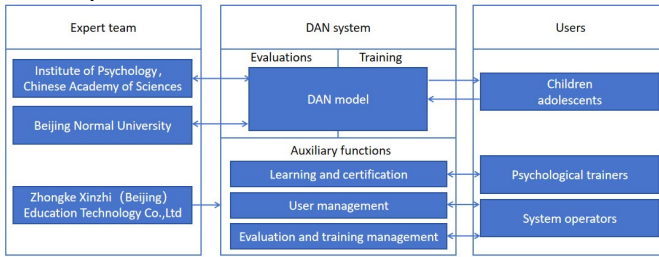 Expert team
Institute of Psychology,
Chinese Academy of Sciences
Beijing Normal University
Zhongke Xinzhi (Beijing)
Education Technology Co.,Ltd
DAN system
Evaluations
Training
DAN model
Auxiliary functions
Learning and certification
User management
Evaluation and training management
Users
Children
adolescents
Psychological trainers
System operators